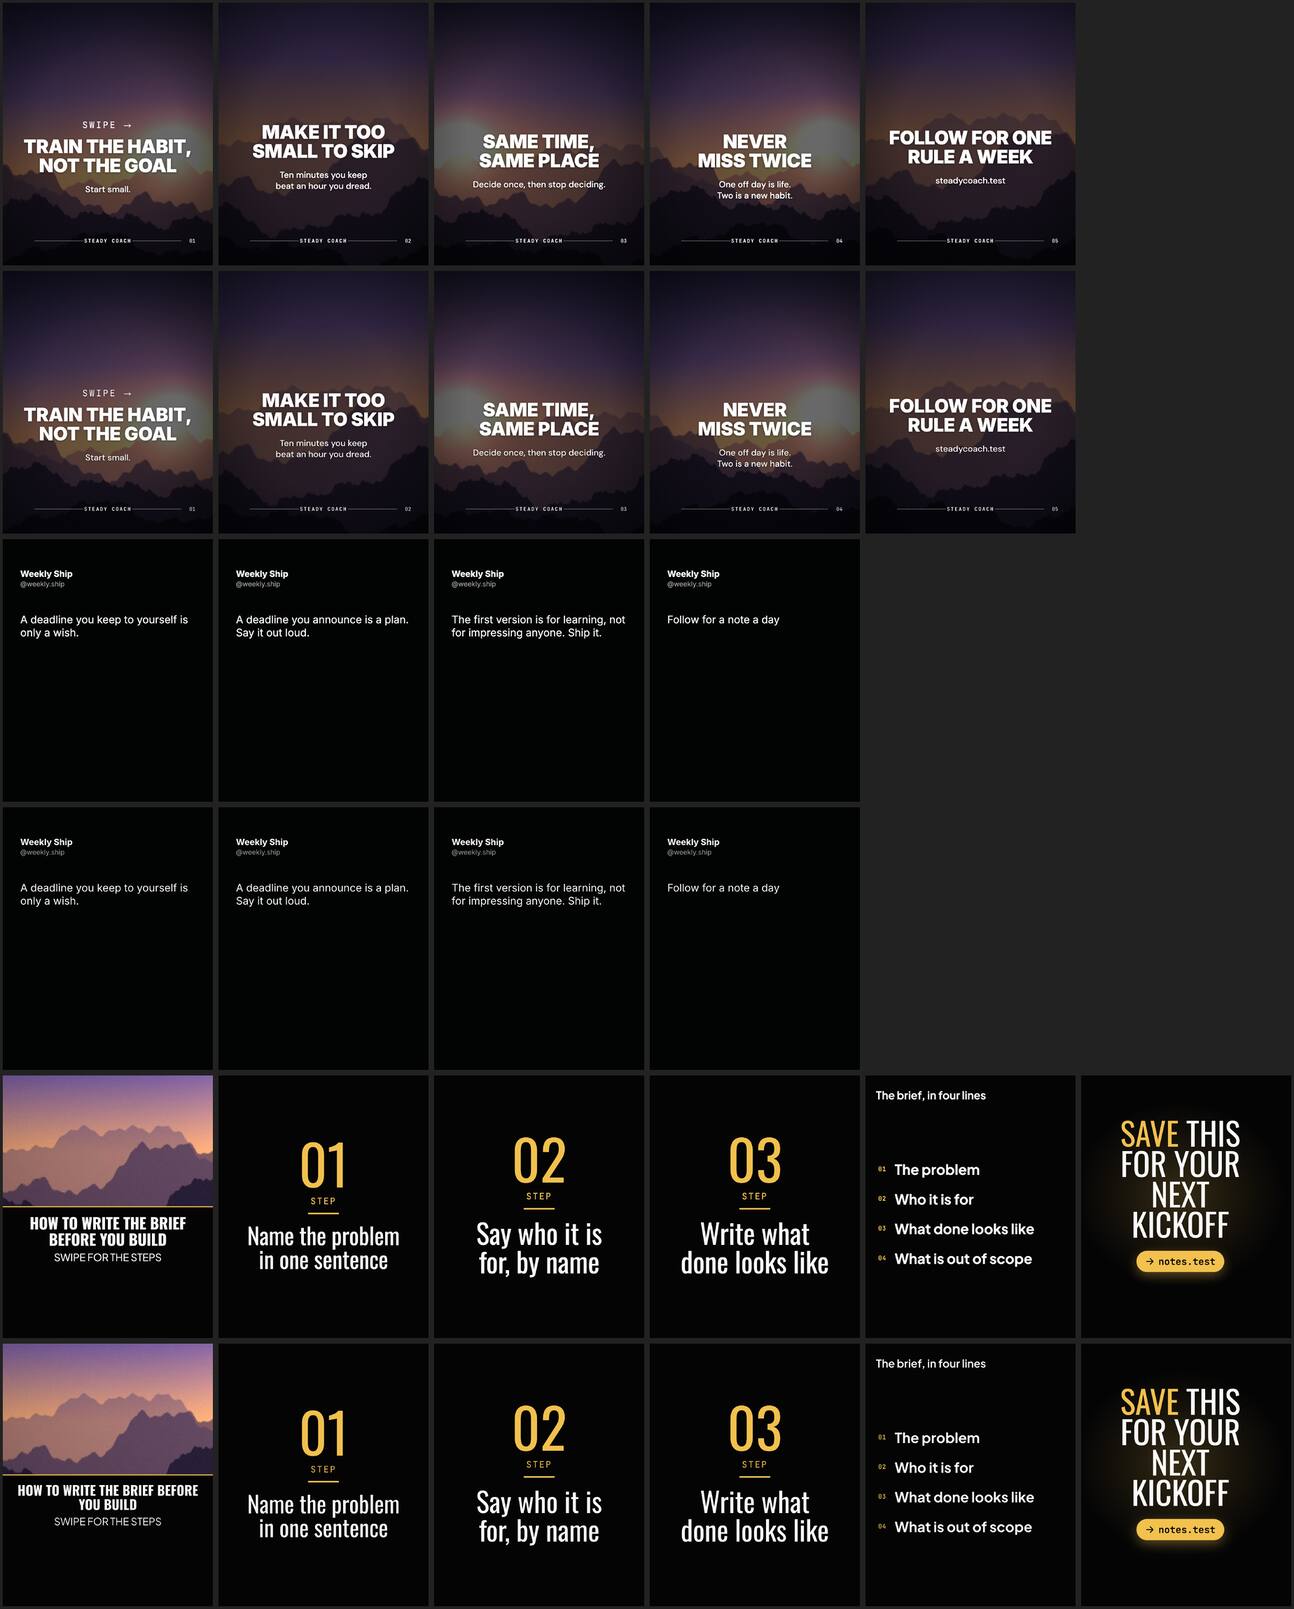 SWIPE →
TRAIN THE HABIT,
NOT THE GOAL
Start small.
STEADY COACH 01
MAKE IT TOO
SMALL TO SKIP
Ten minutes you keep
beat an hour you dread.
STEADY COACH 02
SAME TIME,
SAME PLACE
Decide once, then stop deciding.
STEADY COACH 03
NEVER
MISS TWICE
One off day is life.
Two is a new habit.
STEADY COACH 04
FOLLOW FOR ONE
RULE A WEEK
steadycoach.test
STEADY COACH 05
SWIPE →
TRAIN THE HABIT,
NOT THE GOAL
Start small.
STEADY COACH 01
MAKE IT TOO
SMALL TO SKIP
Ten minutes you keep
beat an hour you dread.
STEADY COACH 02
SAME TIME,
SAME PLACE
Decide once, then stop deciding.
STEADY COACH 03
NEVER
MISS TWICE
One off day is life.
Two is a new habit.
STEADY COACH 04
FOLLOW FOR ONE
RULE A WEEK
steadycoach.test
STEADY COACH 05
Weekly Ship
@weekly.ship
A deadline you keep to yourself is
only a wish.
Weekly Ship
@weekly.ship
A deadline you announce is a plan.
Say it out loud.
Weekly Ship
@weekly.ship
The first version is for learning, not
for impressing anyone. Ship it.
Weekly Ship
@weekly.ship
Follow for a note a day
Weekly Ship
@weekly.ship
A deadline you keep to yourself is
only a wish.
Weekly Ship
@weekly.ship
A deadline you announce is a plan.
Say it out loud.
Weekly Ship
@weekly.ship
The first version is for learning, not
for impressing anyone. Ship it.
Weekly Ship
@weekly.ship
Follow for a note a day
HOW TO WRITE THE BRIEF
BEFORE YOU BUILD
SWIPE FOR THE STEPS
01
STEP
Name the problem
in one sentence
02
STEP
Say who it is
for, by name
03
STEP
Write what
done looks like
The brief, in four lines
01 The problem
02 Who it is for
03 What done looks like
04 What is out of scope
SAVE THIS
FOR YOUR
NEXT
KICKOFF
→ notes.test
HOW TO WRITE THE BRIEF BEFORE
YOU BUILD
SWIPE FOR THE STEPS
01
STEP
Name the problem
in one sentence
02
STEP
Say who it is
for, by name
03
STEP
Write what
done looks like
The brief, in four lines
01 The problem
02 Who it is for
03 What done looks like
04 What is out of scope
SAVE THIS
FOR YOUR
NEXT
KICKOFF
→ notes.test